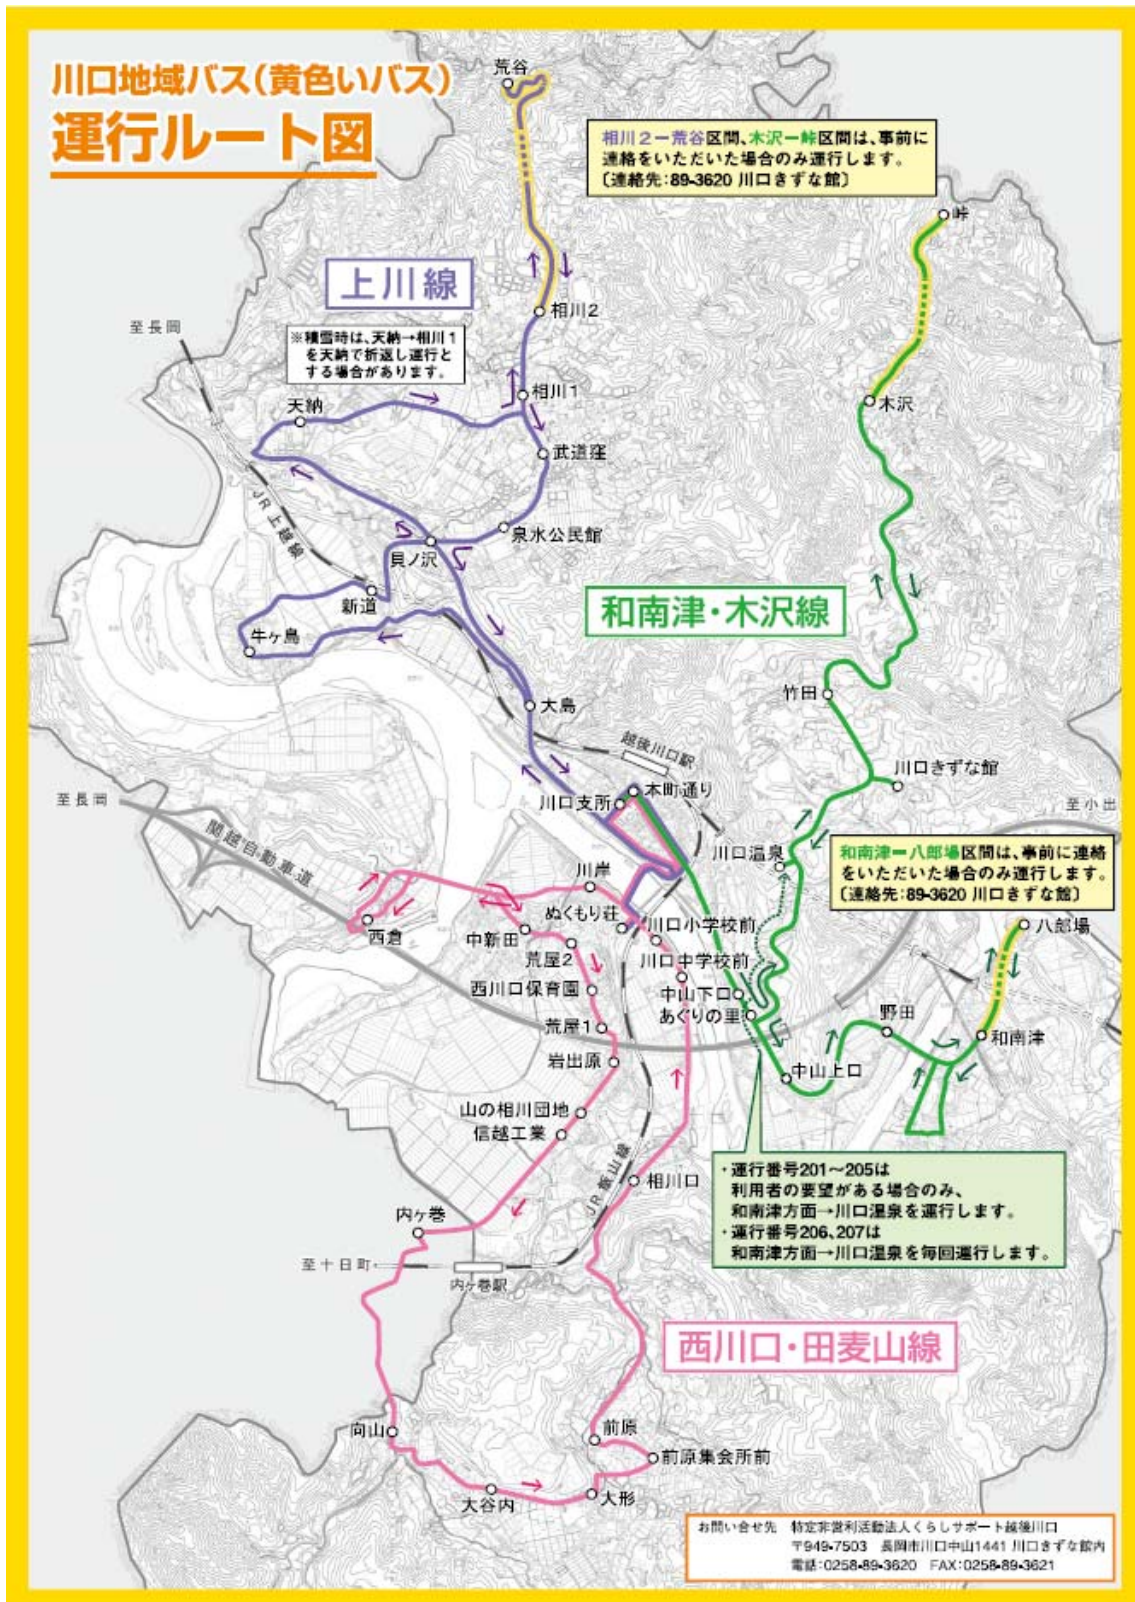 川口地域バス(黄色いバス)
運行ルート図
荒谷
相川2ー荒谷区間、木沢ー峠区間は、事前に
連絡をいただいた場合のみ運行します。
〔連絡先:89-3620 川口きずな館〕
峠
上川線
相川2
至長岡
※積雪時は、天納→相川1
を天納で折返し運行と
する場合があります。
相川1
天納
木沢
武道窪
JR上越線
泉水公民館
貝ノ沢
新道
和南津・木沢線
牛ヶ島
竹田
大島
越後川口駅
川口きずな館
本町通り
川口支所
至長岡
至小出
関越自動車道
川口温泉
和南津ー八郎場区間は、事前に連絡
をいただいた場合のみ運行します。
〔連絡先:89-3620 川口きずな館〕
川岸
ぬくもり荘
川口小学校前
八郎場
西倉
中新田
荒屋2
川口中学校前
西川口保育園
中山下口
あぐりの里
野田
荒屋1
和南津
岩出原
中山上口
山の相川団地
信越工業
JR飯山線
相川口
・運行番号201~205は
利用者の要望がある場合のみ、
和南津方面→川口温泉を運行します。
・運行番号206、207は
和南津方面→川口温泉を毎回運行します。
内ヶ巻
至十日町
内ヶ巻駅
西川口・田麦山線
向山
前原
前原集会所前
大谷内
大形
お問い合せ先 特定非営利活動法人くらしサポート越後川口
〒949-7503 長岡市川口中山1441 川口きずな館内
電話:0258-89-3620 FAX:0258-89-3621